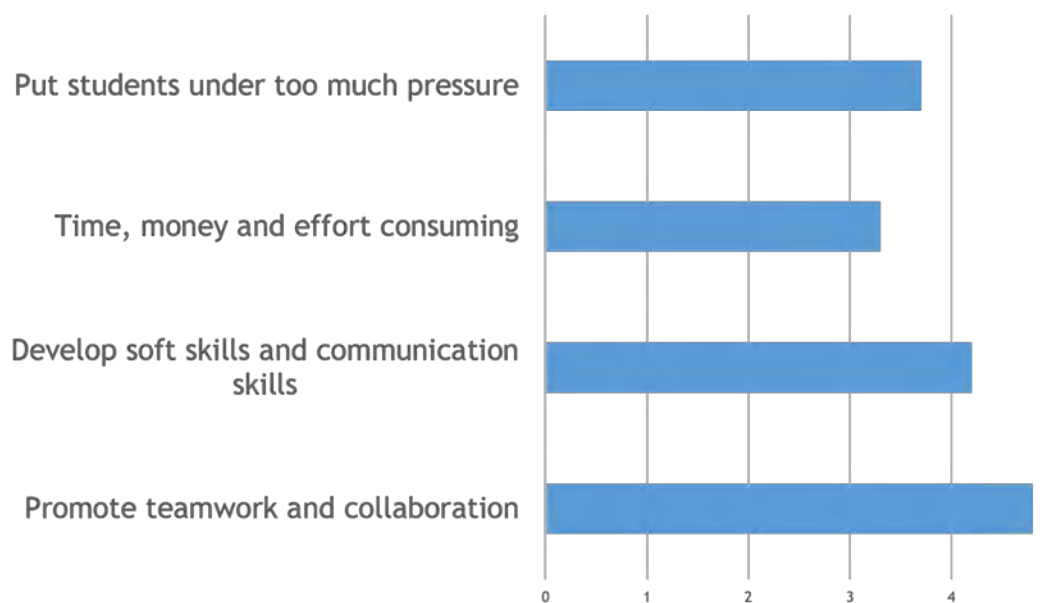 Put students under too much pressure
Time, money and effort consuming
Develop soft skills and communication
skills
Promote teamwork and collaboration
0 1 2 3 4